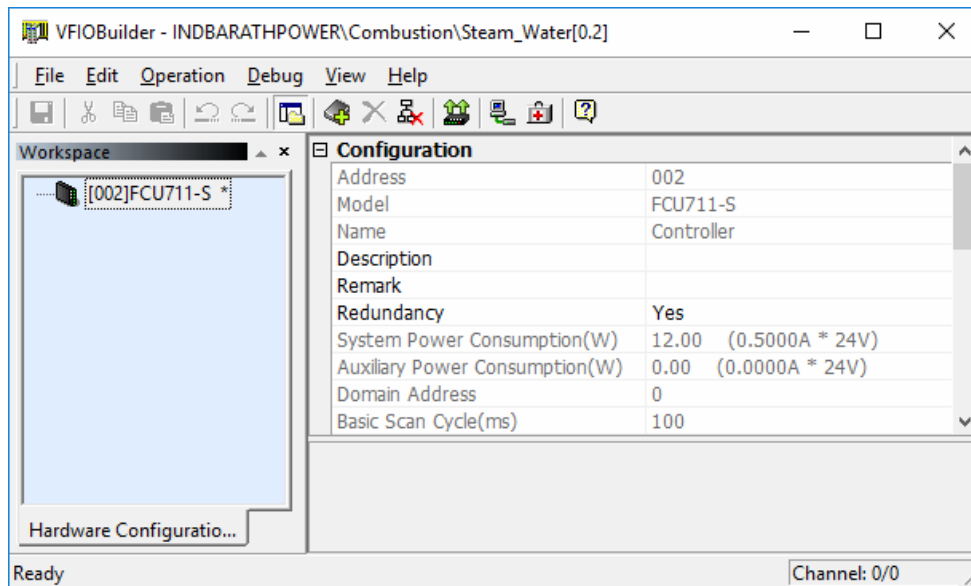 VFIOBuilder - INDBARATHPOWER\Combustion\Steam_Water[0.2]
File Edit Operation Debug View Help
Workspace
[002]FCU711-S *
Hardware Configuratio...
Configuration
Address 002
Model FCU711-S
Name Controller
Description
Remark
Redundancy Yes
System Power Consumption(W) 12.00 (0.5000A * 24V)
Auxiliary Power Consumption(W) 0.00 (0.0000A * 24V)
Domain Address 0
Basic Scan Cycle(ms) 100
Ready Channel: 0/0